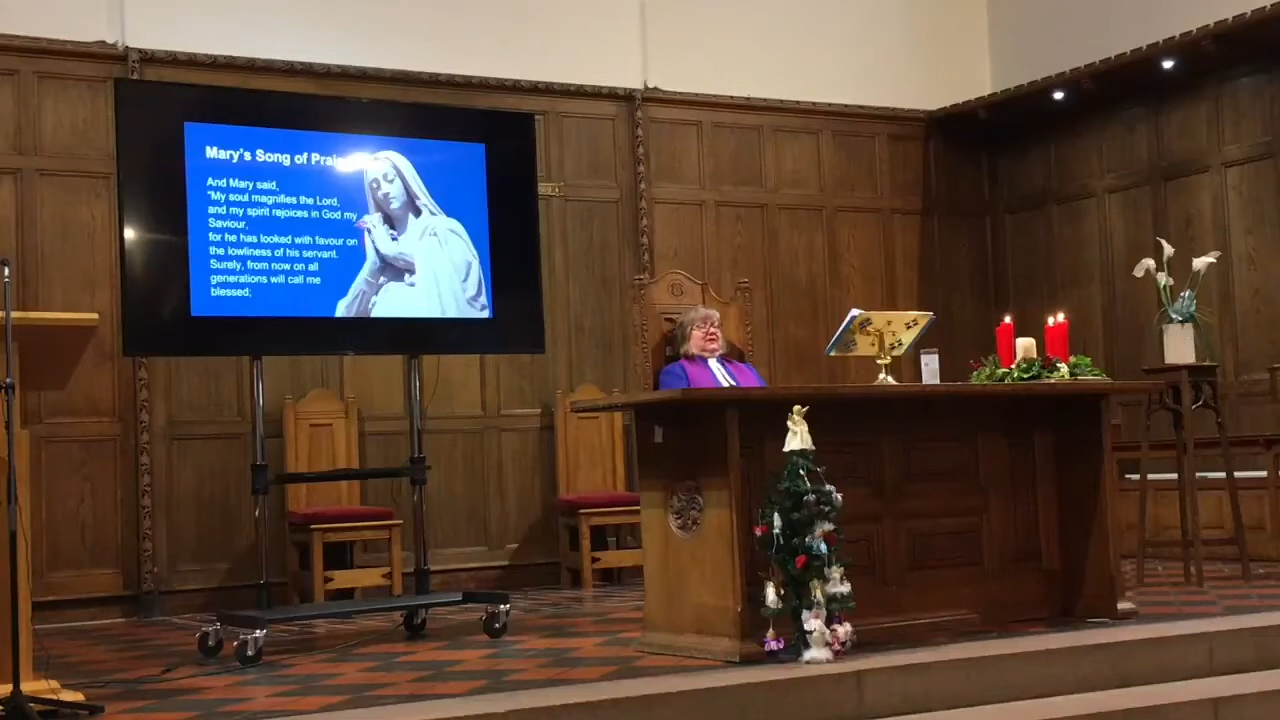 Mary's Song of Praise
And Mary said,
"My soul magnifies the Lord,
and my spirit rejoices in God my
Saviour,
for he has looked with favour on
the lowliness of his servant.
Surely, from now on all
generations will call me
blessed;